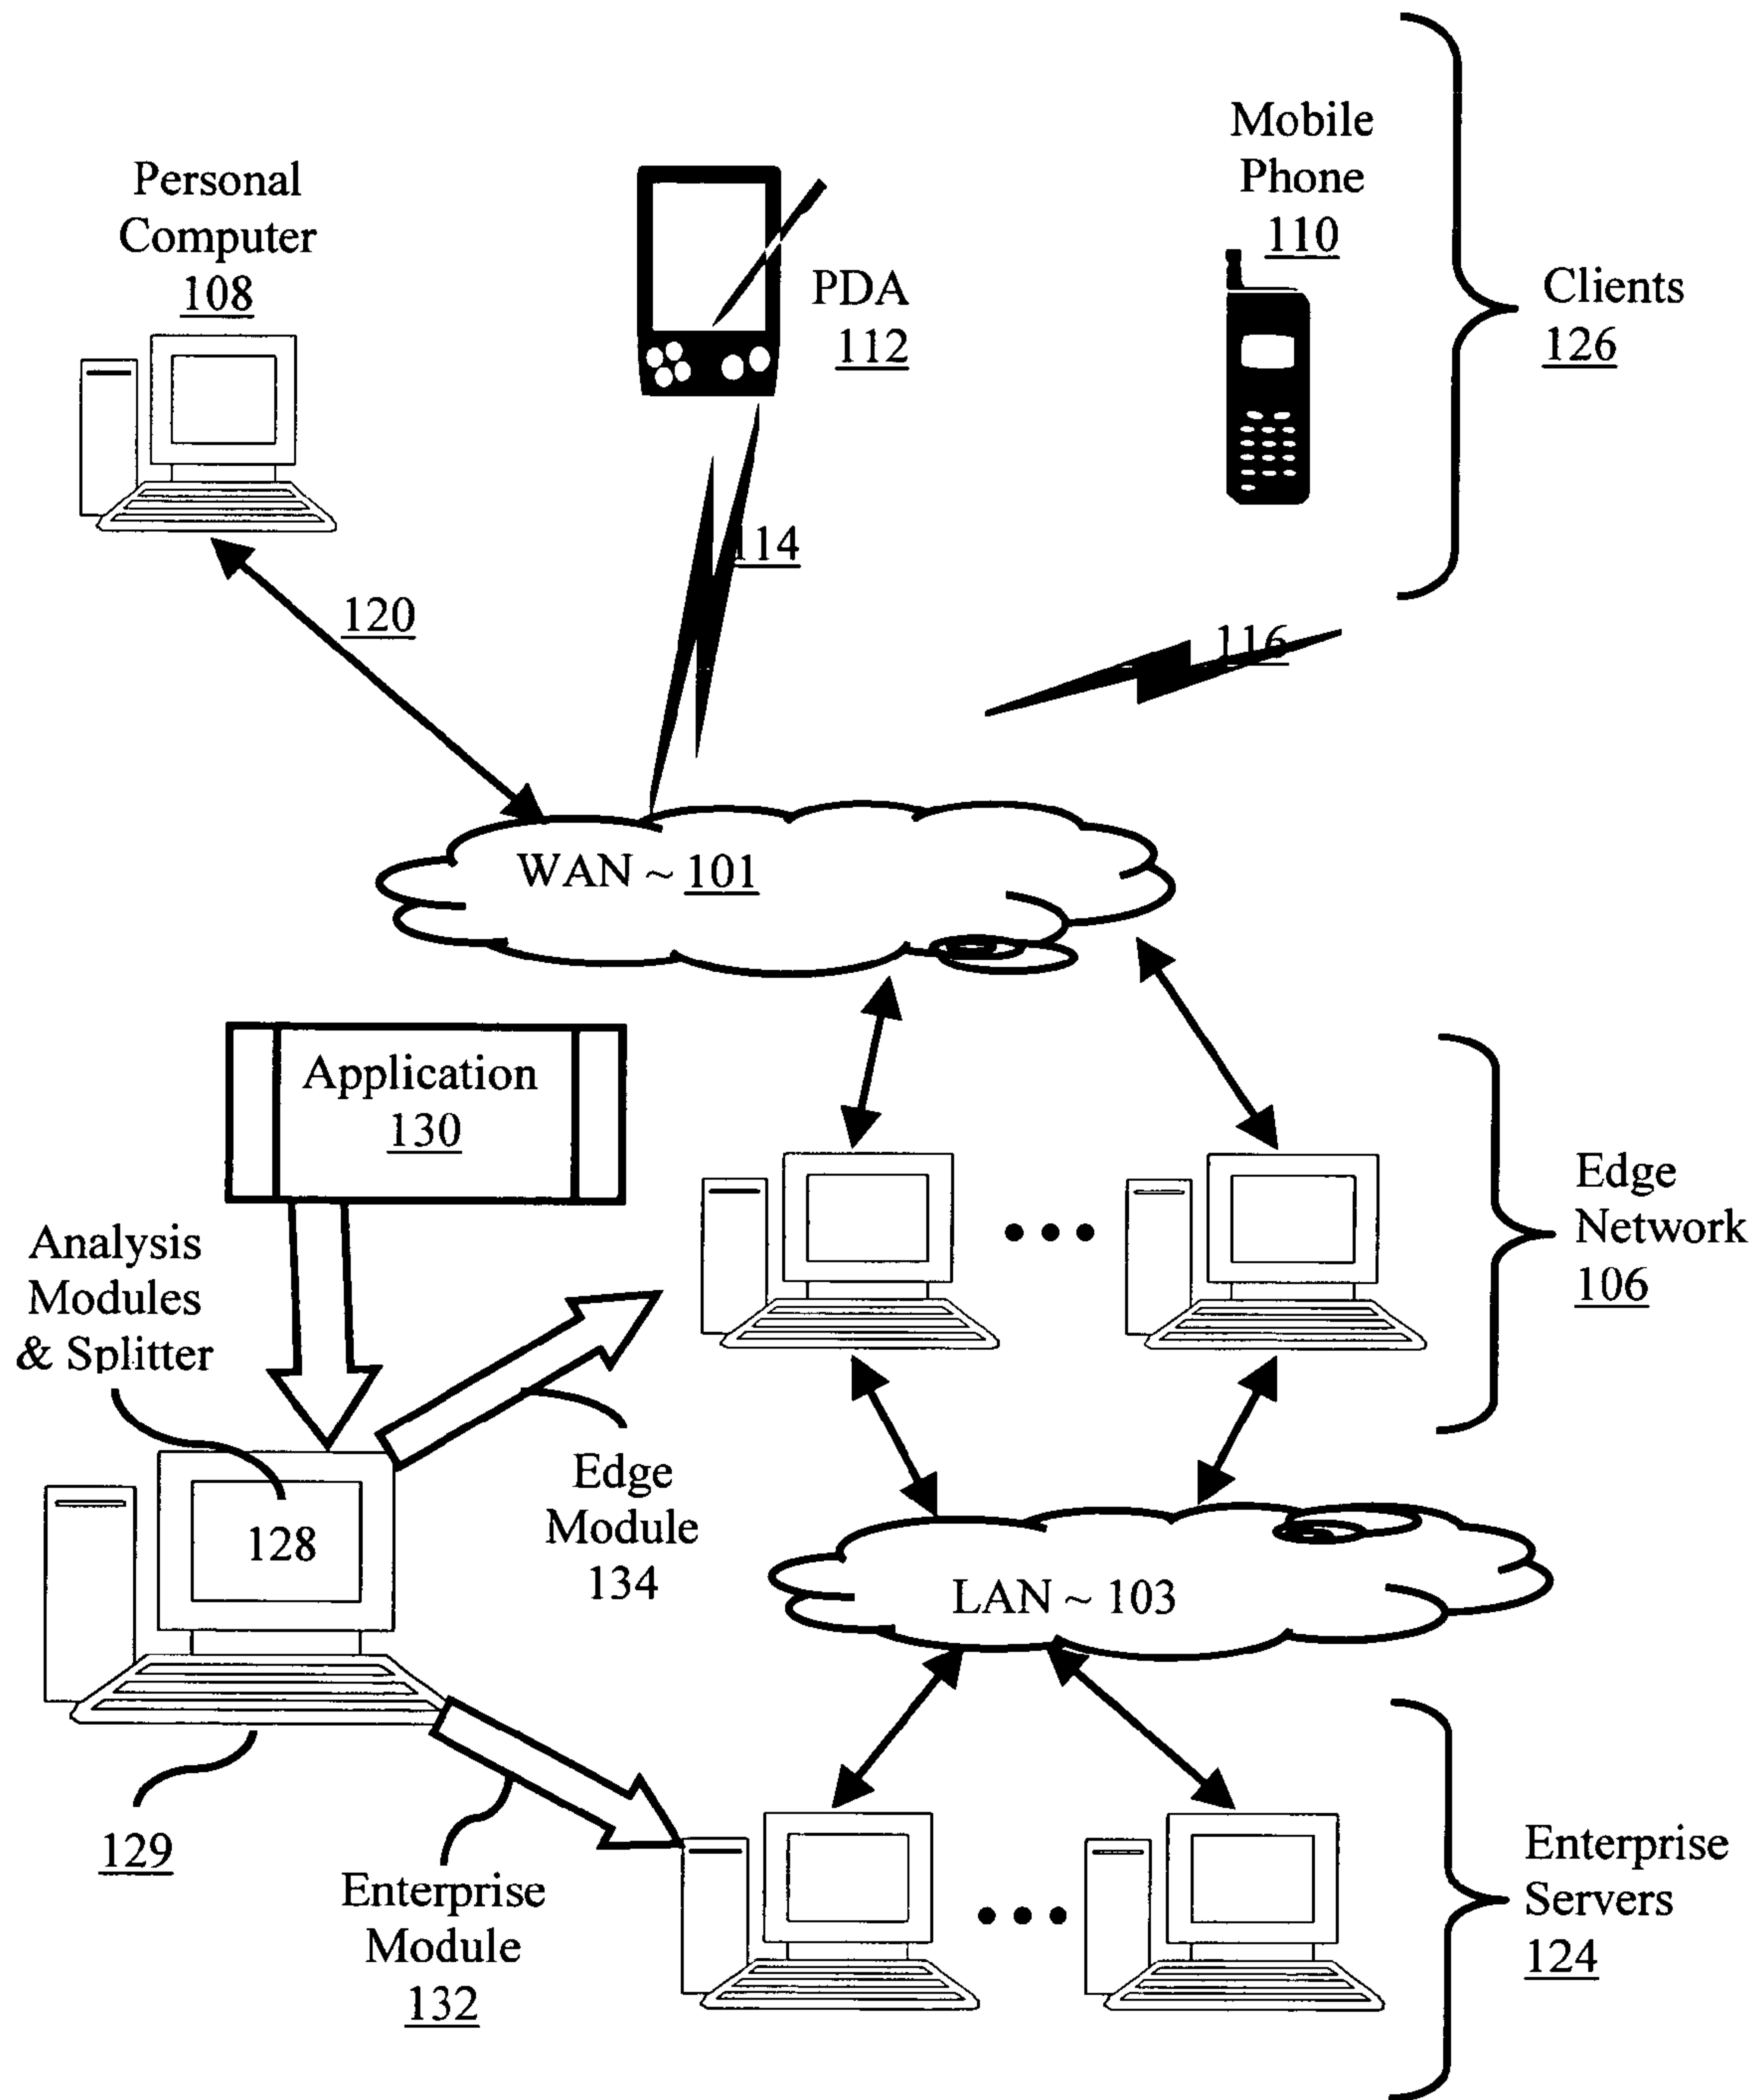 Mobile
Phone
110
Personal
Computer
108
PDA
112
Clients
126
114
120
116
WAN ~ 101
Application
130
Edge
Network
106
Analysis
Modules
& Splitter
Edge
Module
134
128
LAN ~ 103
129
Enterprise
Module
132
Enterprise
Servers
124